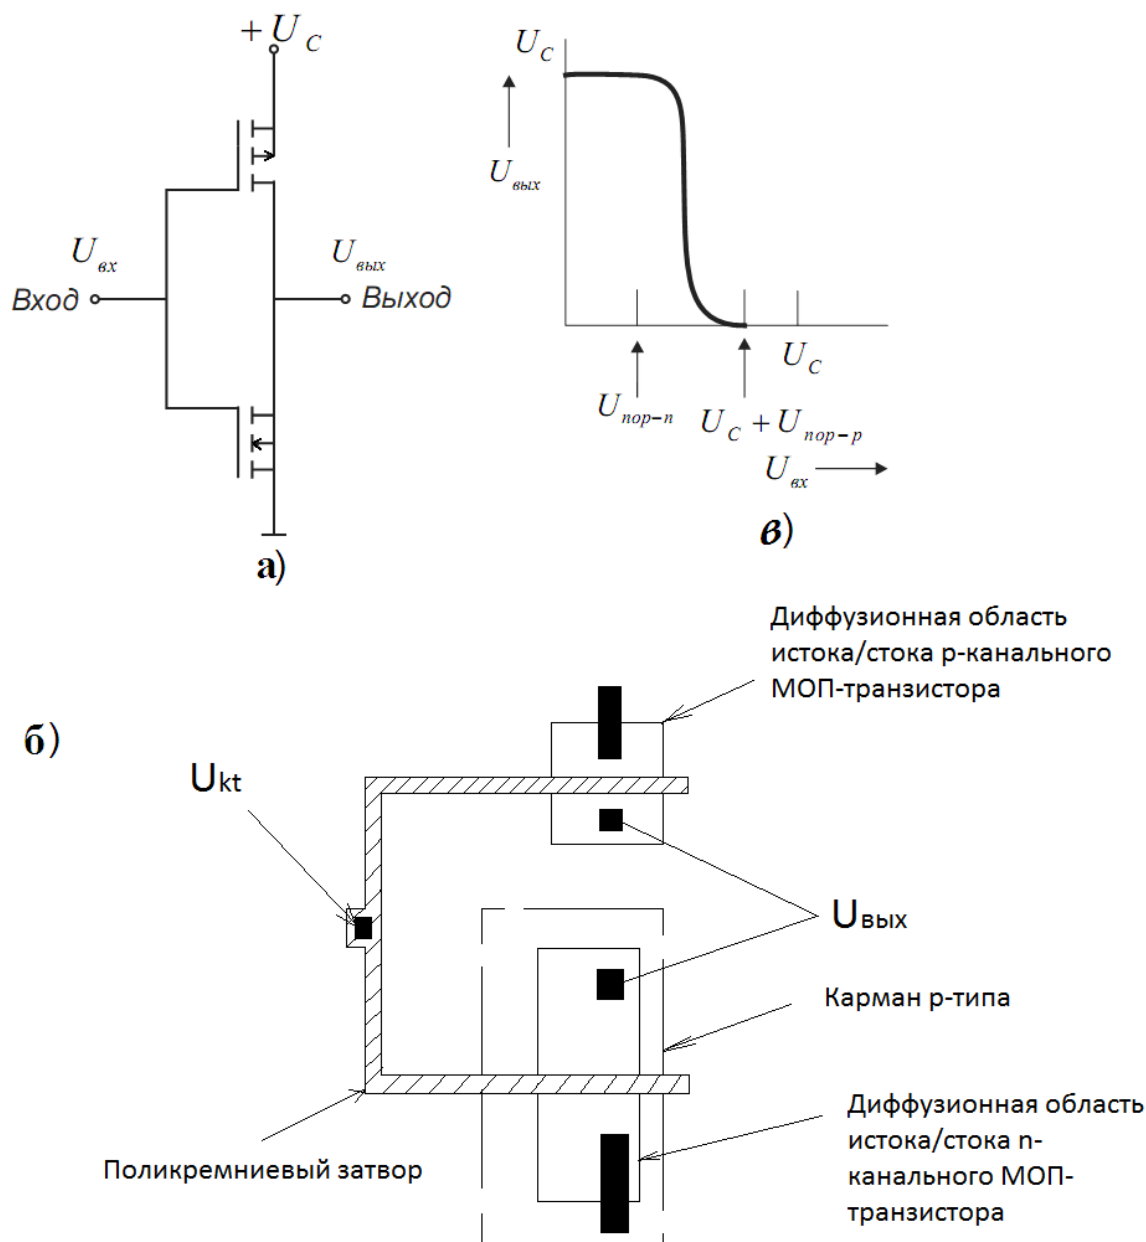 + U C
U вх
U вых
Вход
Выход
а)
U C
U вых
U C
U пор-n
U C + U пор-p
U вх
в)
Диффузионная область
истока/стока р-канального
МОП-транзистора
б)
Ukt
Uвых
Карман р-типа
Диффузионная область
истока/стока n-
канального МОП-
транзистора
Поликремниевый затвор